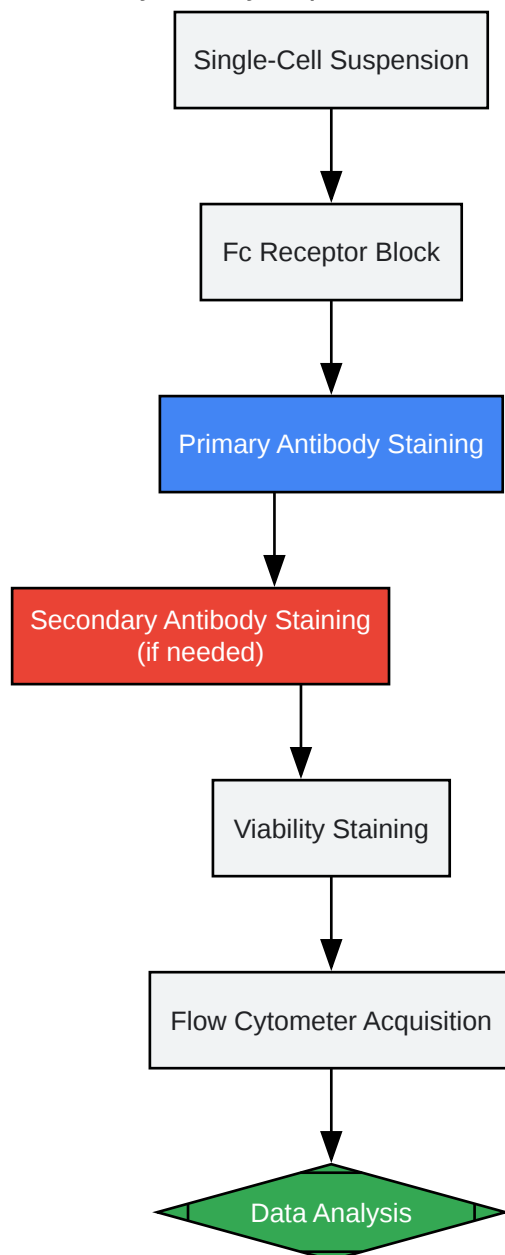 Single-Cell Suspension
Fc Receptor Block
Primary Antibody Staining
Secondary Antibody Staining
(if needed)
Viability Staining
Flow Cytometer Acquisition
Data Analysis